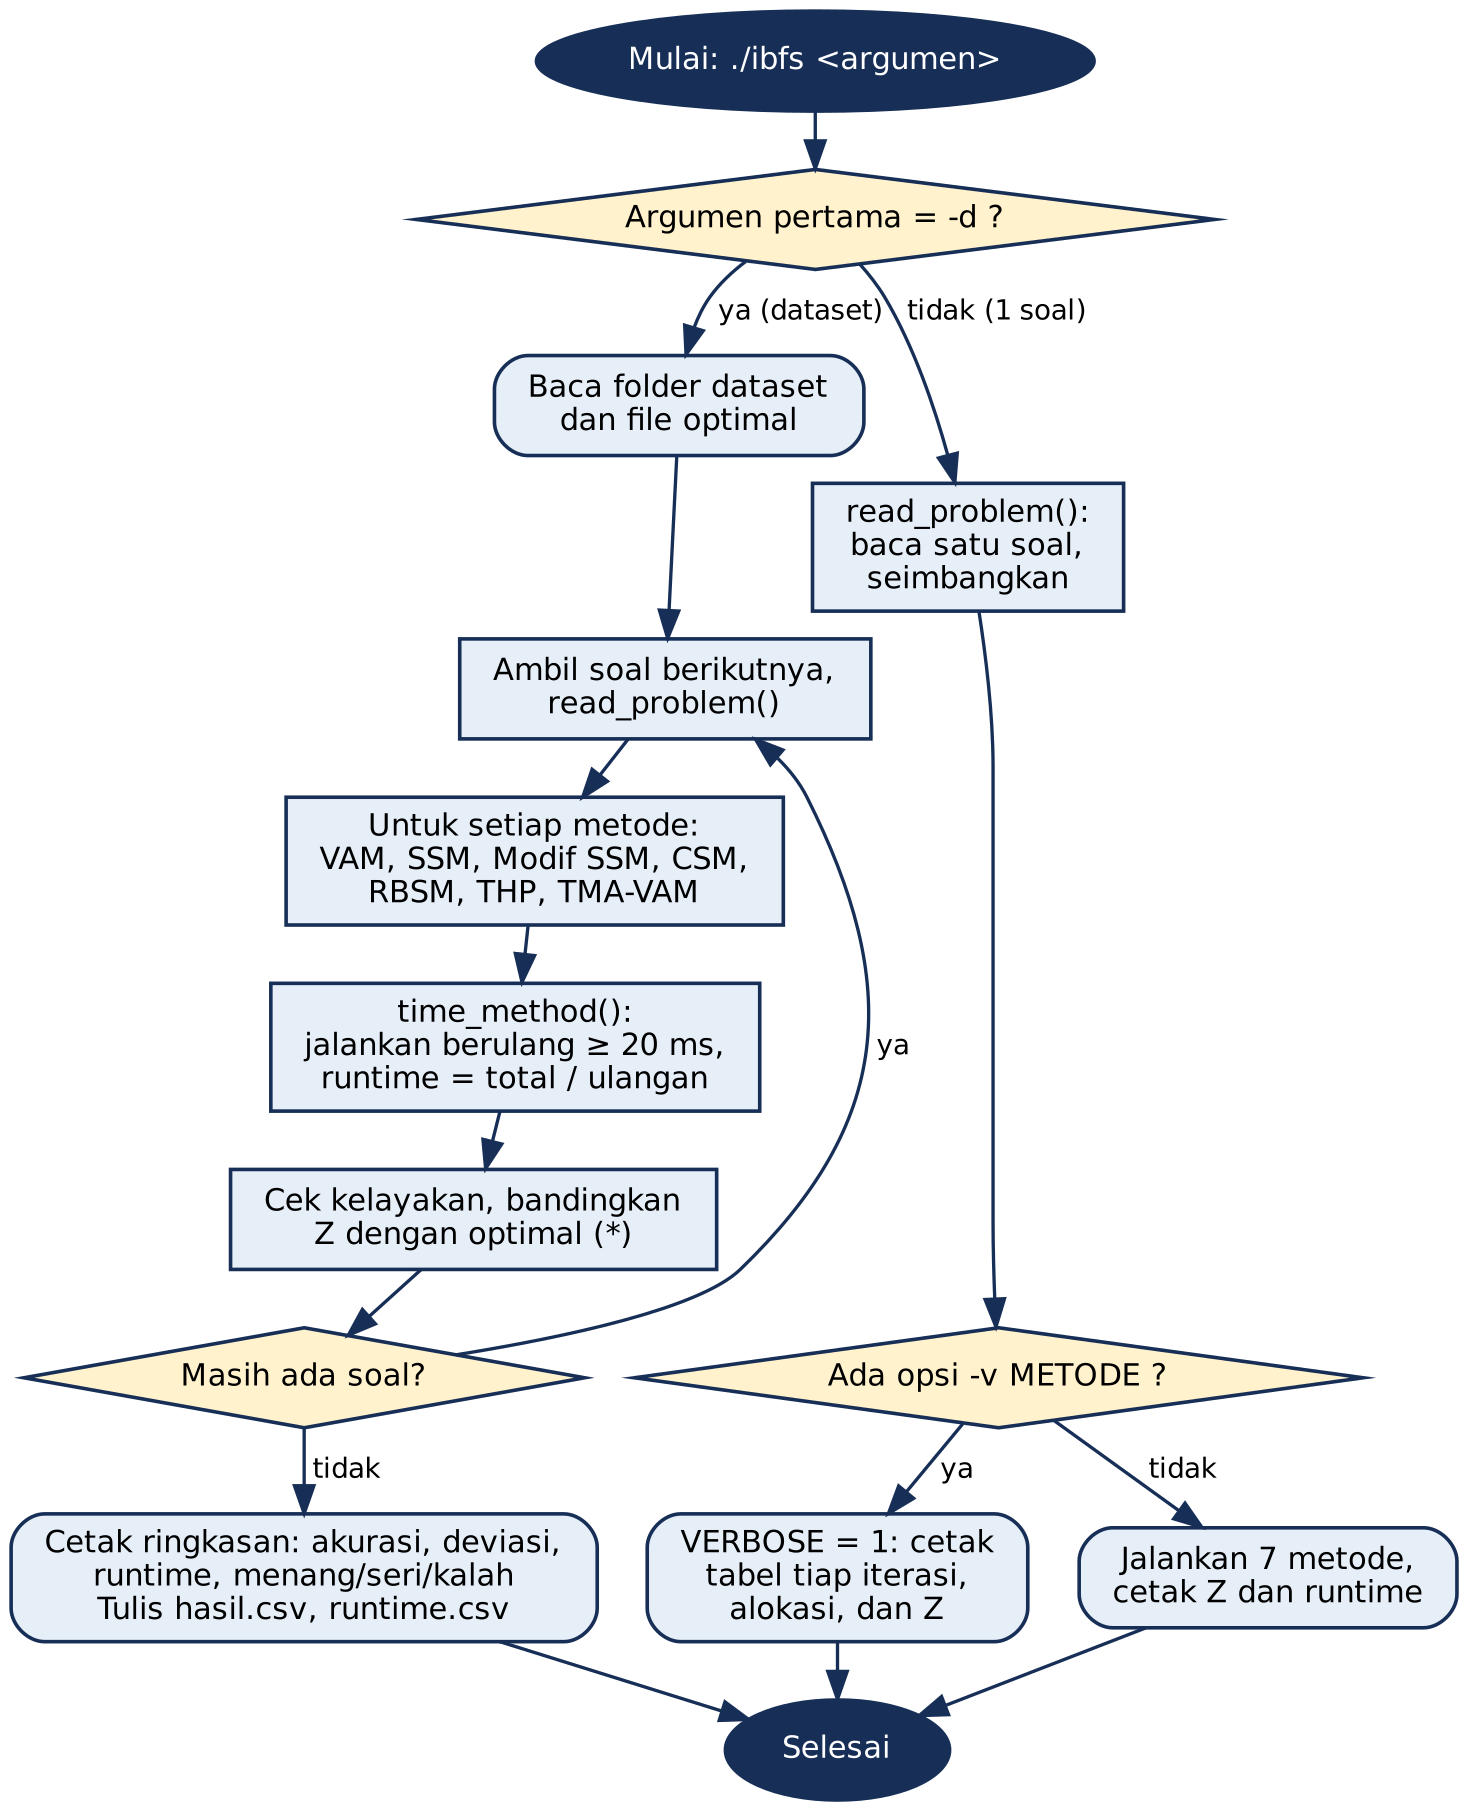 Mulai: ./ibfs <argumen>
Argumen pertama = -d ?
ya (dataset)
tidak (1 soal)
Baca folder dataset
dan file optimal
read_problem():
baca satu soal,
seimbangkan
Ambil soal berikutnya,
read_problem()
Untuk setiap metode:
VAM, SSM, Modif SSM, CSM,
RBSM, THP, TMA-VAM
time_method():
jalankan berulang ≥ 20 ms,
runtime = total / ulangan
ya
Cek kelayakan, bandingkan
Z dengan optimal (*)
Masih ada soal?
Ada opsi -v METODE ?
tidak
ya
tidak
Cetak ringkasan: akurasi, deviasi,
runtime, menang/seri/kalah
Tulis hasil.csv, runtime.csv
VERBOSE = 1: cetak
tabel tiap iterasi,
alokasi, dan Z
Jalankan 7 metode,
cetak Z dan runtime
Selesai